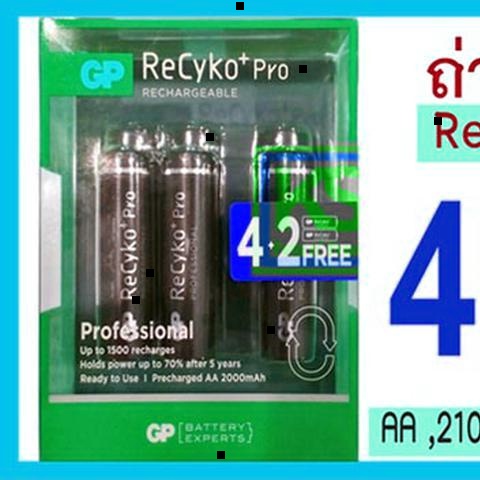 GP ReCyko+ Pro
RECHARGEABLE
ReCyko+ Pro
ReCyko+ Pro
PROFESSIONAL
4+2 FREE
Professional
Up to 1500 recharges
Holds power up to 70% after 5 years
Ready to Use | Precharged AA 2000mAh
GP [BATTERY EXPERTS]
ถ่
Re
4
AA ,210